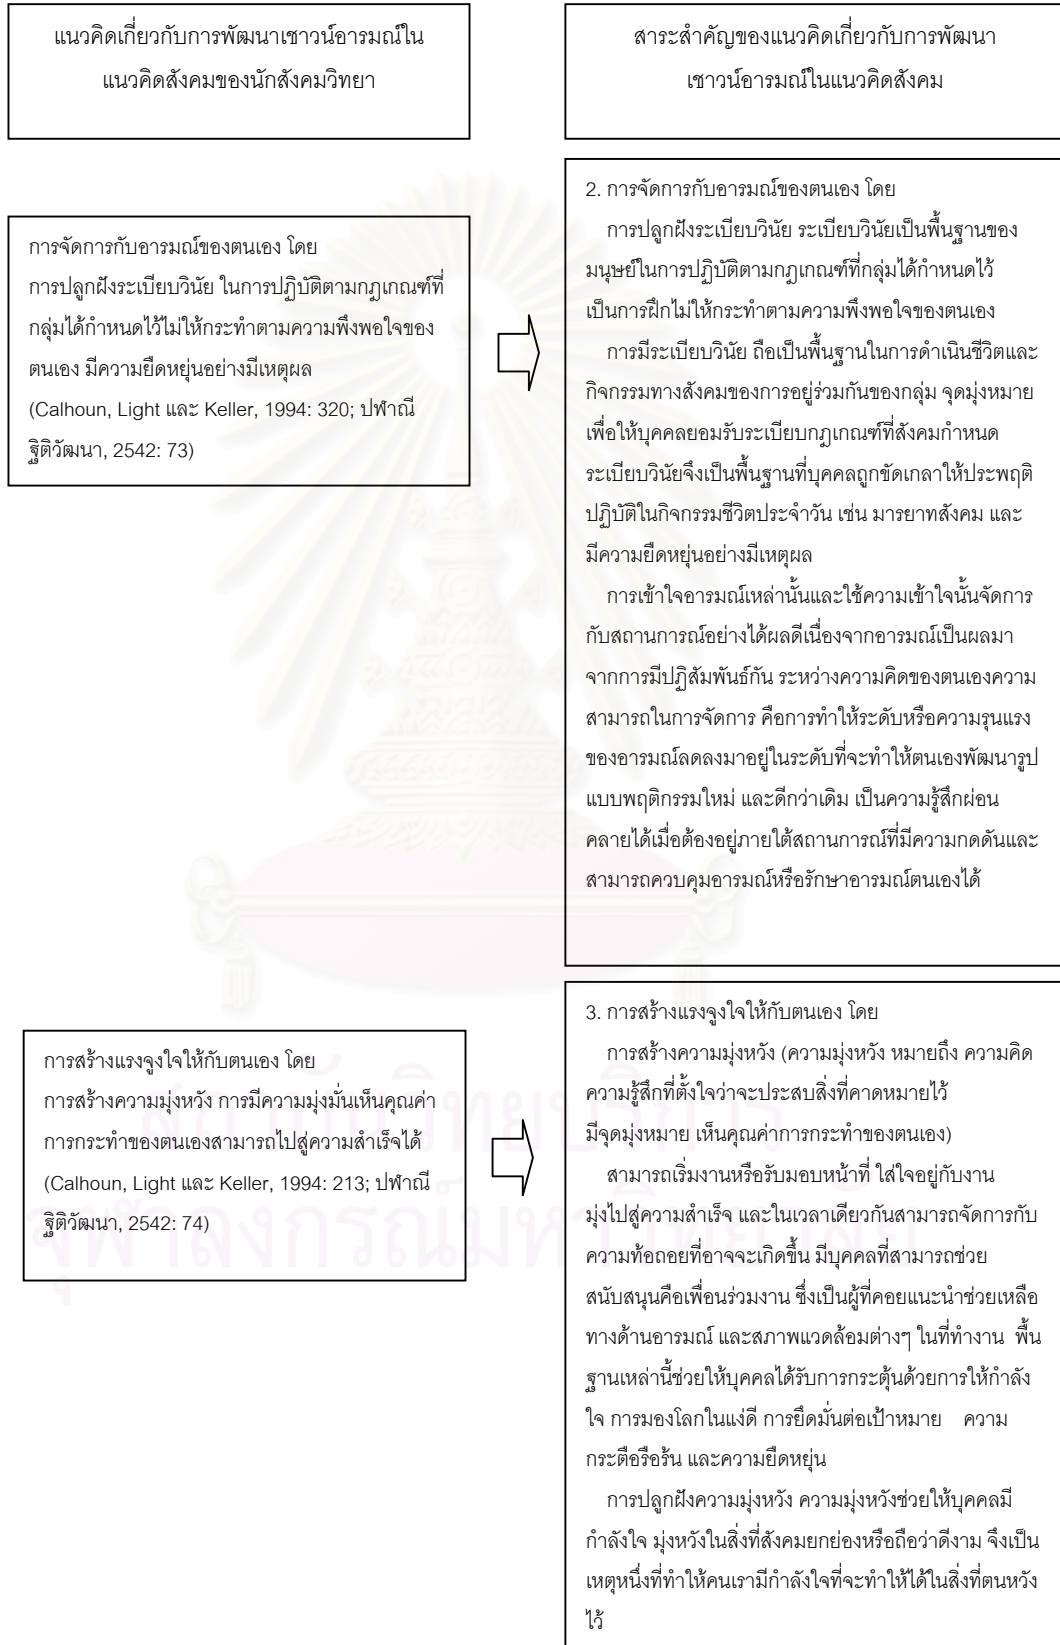 แนวคิดเกี่ยวกับการพัฒนาเชาวน์อารมณ์ใน
แนวคิดสังคมของนักสังคมวิทยา
สาระสำคัญของแนวคิดเกี่ยวกับการพัฒนา
เชาวน์อารมณ์ในแนวคิดสังคม
การจัดการกับอารมณ์ของตนเอง โดย
การปลูกฝังระเบียบวินัย ในการปฏิบัติตามกฎเกณฑ์ที่
กลุ่มได้กำหนดไว้ไม่ให้กระทำตามความพึงพอใจของ
ตนเอง มีความยืดหยุ่นอย่างมีเหตุผล
(Calhoun, Light และ Keller, 1994: 320; ปฬาณี
ฐิติวัฒนา, 2542: 73)
2. การจัดการกับอารมณ์ของตนเอง โดย
การปลูกฝังระเบียบวินัย ระเบียบวินัยเป็นพื้นฐานของ
มนุษย์ในการปฏิบัติตามกฎเกณฑ์ที่กลุ่มได้กำหนดไว้
เป็นการฝึกไม่ให้กระทำตามความพึงพอใจของตนเอง
การมีระเบียบวินัย ถือเป็นพื้นฐานในการดำเนินชีวิตและ
กิจกรรมทางสังคมของการอยู่ร่วมกันของกลุ่ม จุดมุ่งหมาย
เพื่อให้บุคคลยอมรับระเบียบกฎเกณฑ์ที่สังคมกำหนด
ระเบียบวินัยจึงเป็นพื้นฐานที่บุคคลถูกขัดเกลาให้ประพฤติ
ปฏิบัติในกิจกรรมชีวิตประจำวัน เช่น มารยาทสังคม และ
มีความยืดหยุ่นอย่างมีเหตุผล
การเข้าใจอารมณ์เหล่านั้นและใช้ความเข้าใจนั้นจัดการ
กับสถานการณ์อย่างได้ผลดีเนื่องจากอารมณ์เป็นผลมา
จากการมีปฏิสัมพันธ์กัน ระหว่างความคิดของตนเองความ
สามารถในการจัดการ คือการทำให้ระดับหรือความรุนแรง
ของอารมณ์ลดลงมาอยู่ในระดับที่จะทำให้ตนเองพัฒนารูป
แบบพฤติกรรมใหม่ และดีกว่าเดิม เป็นความรู้สึกผ่อน
คลายได้เมื่อต้องอยู่ภายใต้สถานการณ์ที่มีความกดดันและ
สามารถควบคุมอารมณ์หรือรักษาอารมณ์ตนเองได้
การสร้างแรงจูงใจให้กับตนเอง โดย
การสร้างความมุ่งหวัง การมีความมุ่งมั่นเห็นคุณค่า
การกระทำของตนเองสามารถไปสู่ความสำเร็จได้
(Calhoun, Light และ Keller, 1994: 213; ปฬาณี
ฐิติวัฒนา, 2542: 74)
3. การสร้างแรงจูงใจให้กับตนเอง โดย
การสร้างความมุ่งหวัง (ความมุ่งหวัง หมายถึง ความคิด
ความรู้สึกที่ตั้งใจว่าจะประสบสิ่งที่คาดหมายไว้
มีจุดมุ่งหมาย เห็นคุณค่าการกระทำของตนเอง)
สามารถเริ่มงานหรือรับมอบหน้าที่ ใส่ใจอยู่กับงาน
มุ่งไปสู่ความสำเร็จ และในเวลาเดียวกันสามารถจัดการกับ
ความท้อถอยที่อาจจะเกิดขึ้น มีบุคคลที่สามารถช่วย
สนับสนุนคือเพื่อนร่วมงาน ซึ่งเป็นผู้ที่คอยแนะนำช่วยเหลือ
ทางด้านอารมณ์ และสภาพแวดล้อมต่างๆ ในที่ทำงาน พื้น
ฐานเหล่านี้ช่วยให้บุคคลได้รับการกระตุ้นด้วยการให้กำลัง
ใจ การมองโลกในแง่ดี การยึดมั่นต่อเป้าหมาย ความ
กระตือรือร้น และความยืดหยุ่น
การปลูกฝังความมุ่งหวัง ความมุ่งหวังช่วยให้บุคคลมี
กำลังใจ มุ่งหวังในสิ่งที่สังคมยกย่องหรือถือว่าดีงาม จึงเป็น
เหตุหนึ่งที่ทำให้คนเรามีกำลังใจที่จะทำให้ได้ในสิ่งที่ตนหวัง
ไว้
สถาบันวิทยบริการ
จุฬาลงกรณ์มหาวิทยาลัย